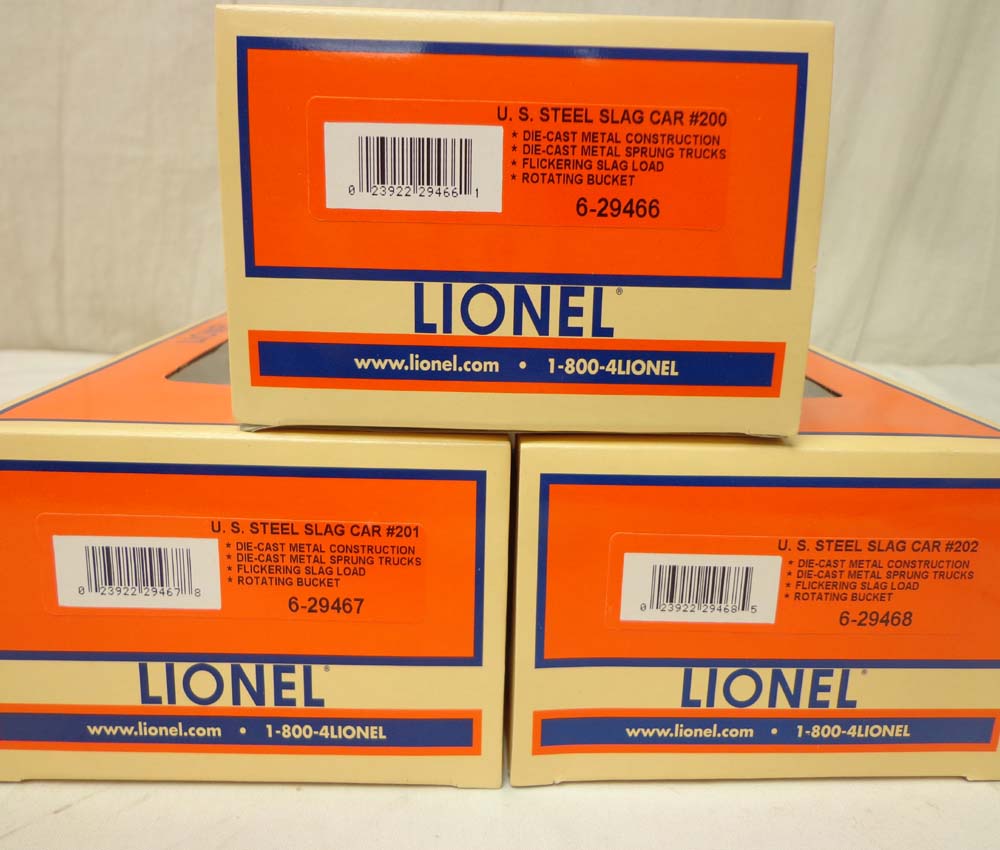 U. S. STEEL SLAG CAR #200
* DIE-CAST METAL CONSTRUCTION
* DIE-CAST METAL SPRUNG TRUCKS
* FLICKERING SLAG LOAD
* ROTATING BUCKET
0 23922 29466 1
6-29466
LIONEL®
www.lionel.com • 1-800-4LIONEL
U. S. STEEL SLAG CAR #201
* DIE-CAST METAL CONSTRUCTION
* DIE-CAST METAL SPRUNG TRUCKS
* FLICKERING SLAG LOAD
* ROTATING BUCKET
0 23922 29467 8
6-29467
LIONEL®
www.lionel.com • 1-800-4LIONEL
U. S. STEEL SLAG CAR #202
* DIE-CAST METAL CONSTRUCTION
* DIE-CAST METAL SPRUNG TRUCKS
* FLICKERING SLAG LOAD
* ROTATING BUCKET
0 23922 29468 5
6-29468
LIONEL®
www.lionel.com • 1-800-4LIONEL